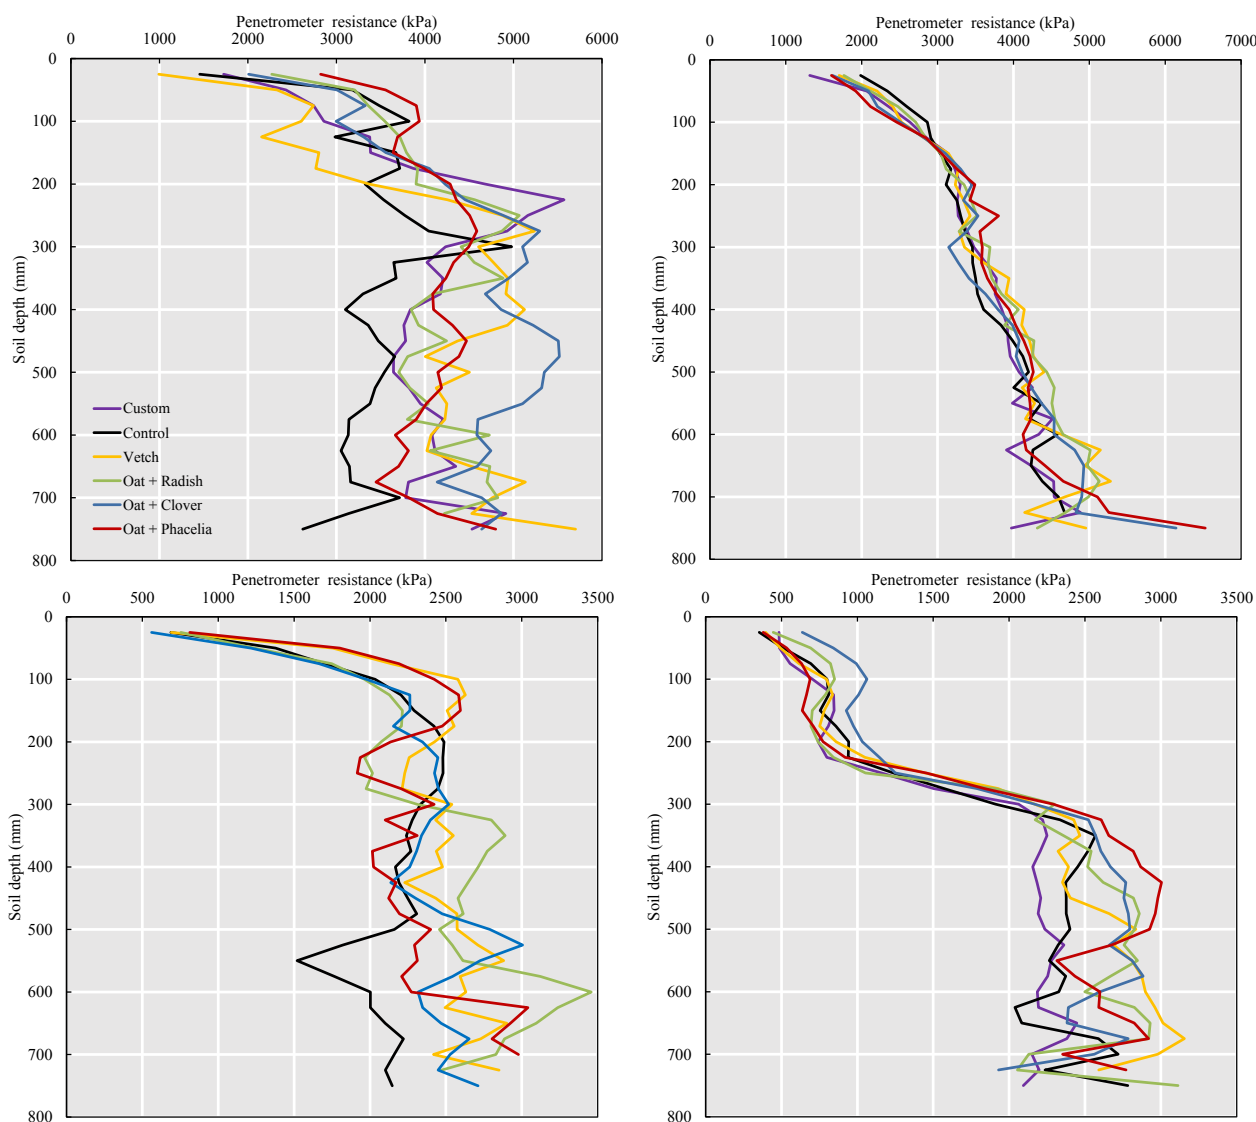 Penetrometer resistance (kPa)
0 1000 2000 3000 4000 5000 6000
0
100
200
300
400
500
600
700
800
Soil depth (mm)
Custom
Control
Vetch
Oat + Radish
Oat + Clover
Oat + Phacelia
Penetrometer resistance (kPa)
0 1000 2000 3000 4000 5000 6000 7000
0
100
200
300
400
500
600
700
800
Soil depth (mm)
Penetrometer resistance (kPa)
0 500 1000 1500 2000 2500 3000 3500
0
100
200
300
400
500
600
700
800
Soil depth (mm)
Penetrometer resistance (kPa)
0 500 1000 1500 2000 2500 3000 3500
0
100
200
300
400
500
600
700
800
Soil depth (mm)